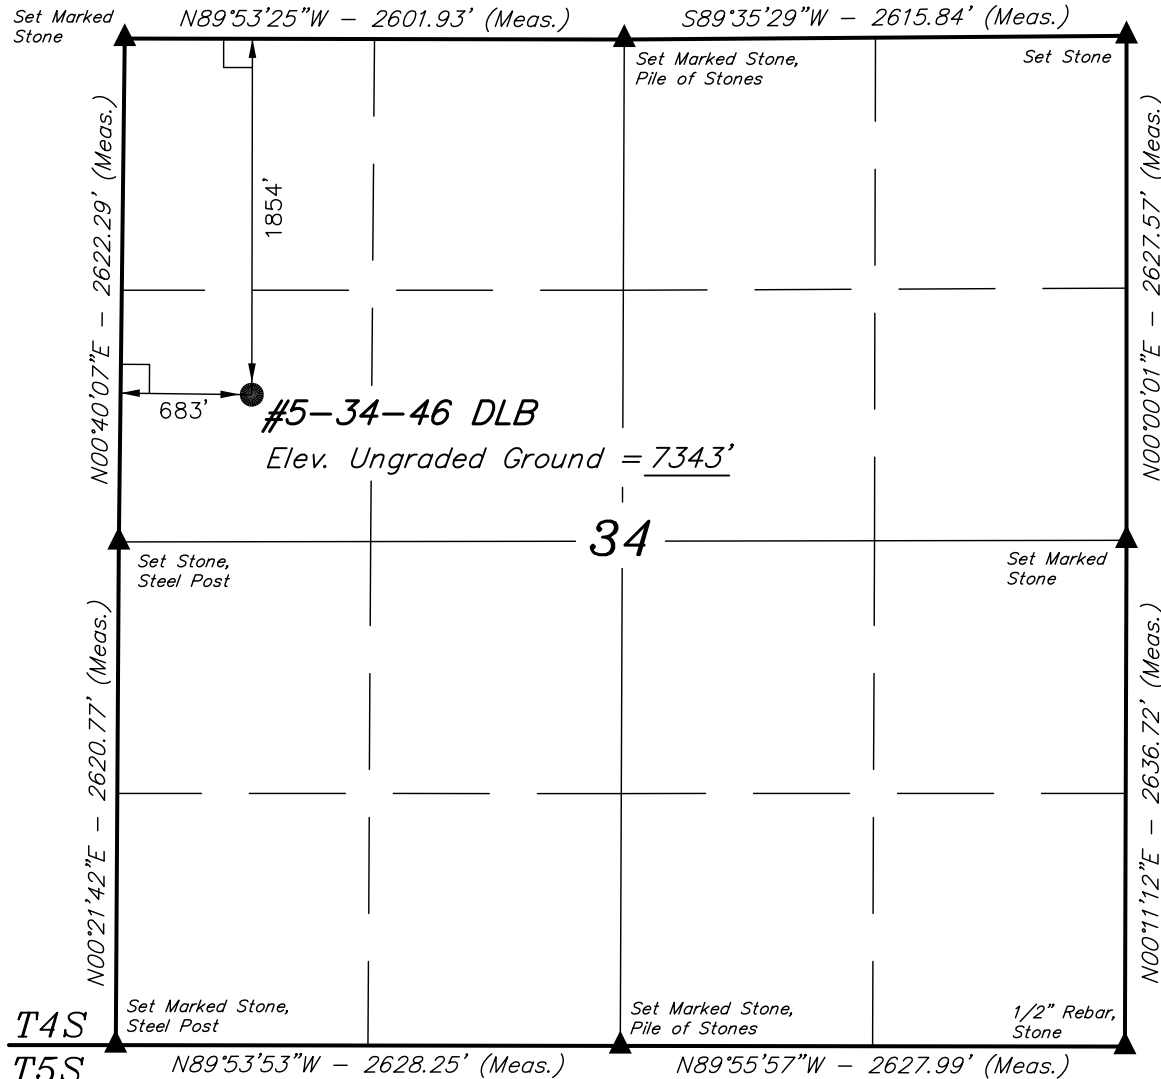 Set Marked
Stone
N89°53'25"W - 2601.93' (Meas.)
S89°35'29"W - 2615.84' (Meas.)
Set Marked Stone,
Pile of Stones
Set Stone
N00°40'07"E - 2622.29' (Meas.)
1854'
N00°00'01"E - 2627.57' (Meas.)
683'
#5-34-46 DLB
Elev. Ungraded Ground = 7343'
34
Set Stone,
Steel Post
Set Marked
Stone
N00°21'42"E - 2620.77' (Meas.)
N00°11'12"E - 2636.72' (Meas.)
Set Marked Stone,
Steel Post
Set Marked Stone,
Pile of Stones
1/2" Rebar,
Stone
T4S
T5S
N89°53'53"W - 2628.25' (Meas.)
N89°55'57"W - 2627.99' (Meas.)